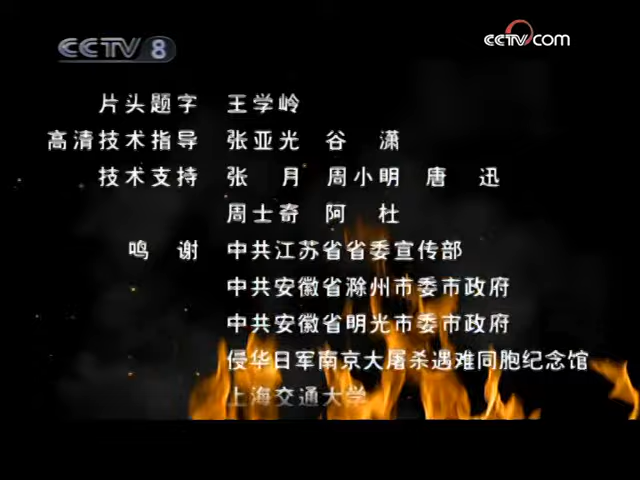 CCTV 8
CCTV.com
片头题字 王学岭
高清技术指导 张亚光 谷 潇
技术支持 张 月 周小明 唐 迅
周士奇 阿 杜
鸣 谢 中共江苏省省委宣传部
中共安徽省滁州市委市政府
中共安徽省明光市委市政府
侵华日军南京大屠杀遇难同胞纪念馆
上海交通大学